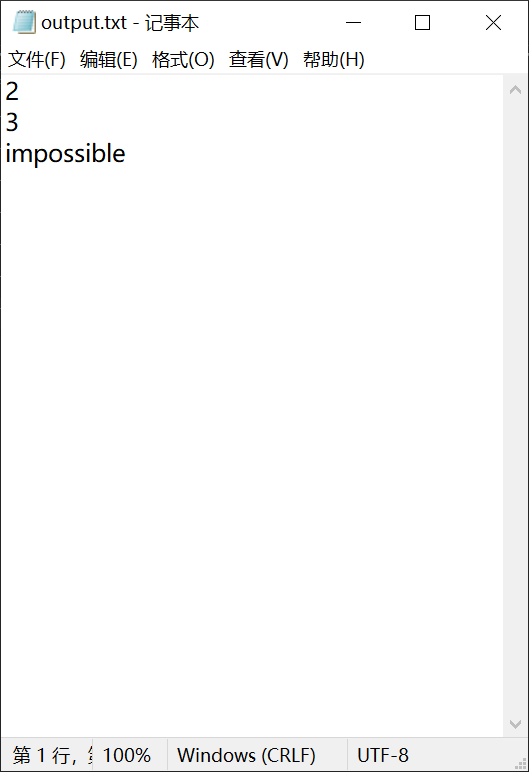 output.txt - 记事本
文件(F) 编辑(E) 格式(O) 查看(V) 帮助(H)
2
3
impossible
第 1 行, 100% Windows (CRLF) UTF-8